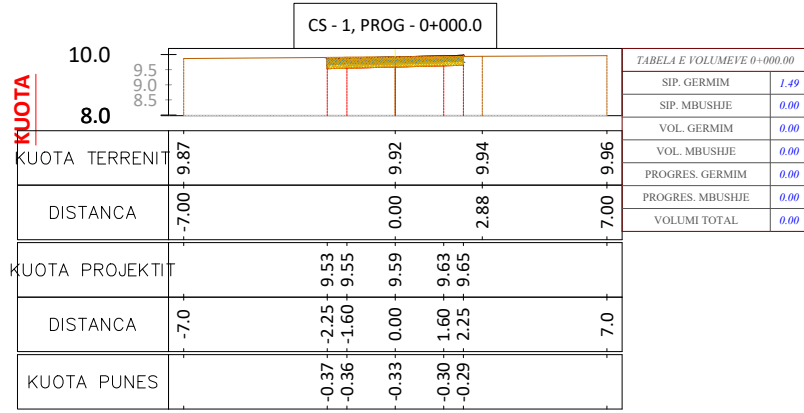 CS - 1, PROG - 0+000.0
KUOTA
10.0
9.5
9.0
8.5
8.0
TABELA E VOLUMEVE 0+000.00
SIP. GERMIM 1.49
SIP. MBUSHJE 0.00
VOL. GERMIM 0.00
VOL. MBUSHJE 0.00
PROGRES. GERMIM 0.00
PROGRES. MBUSHJE 0.00
VOLUMI TOTAL 0.00
KUOTA TERRENIT 9.87 9.92 9.94 9.96
DISTANCA -7.00 0.00 2.88 7.00
KUOTA PROJEKTIT 9.53 9.55 9.59 9.63 9.65
DISTANCA -7.0 -2.25 -1.60 0.00 1.60 2.25 7.0
KUOTA PUNES -0.37 -0.36 -0.33 -0.30 -0.29